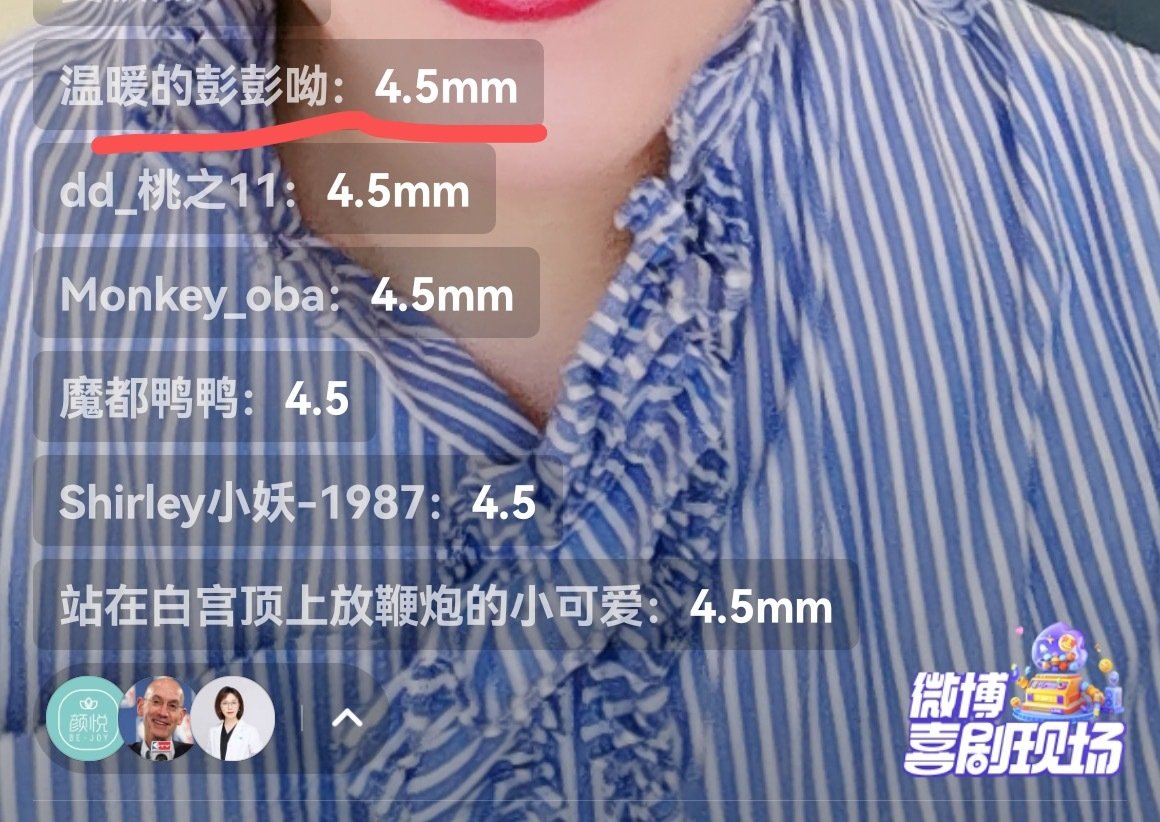 温暖的彭彭呦：4.5mm
dd_桃之11：4.5mm
Monkey_oba：4.5mm
魔都鸭鸭：4.5
Shirley小妖-1987：4.5
站在白宫顶上放鞭炮的小可爱：4.5mm
颜悦
BE·JOY
微博
喜剧现场